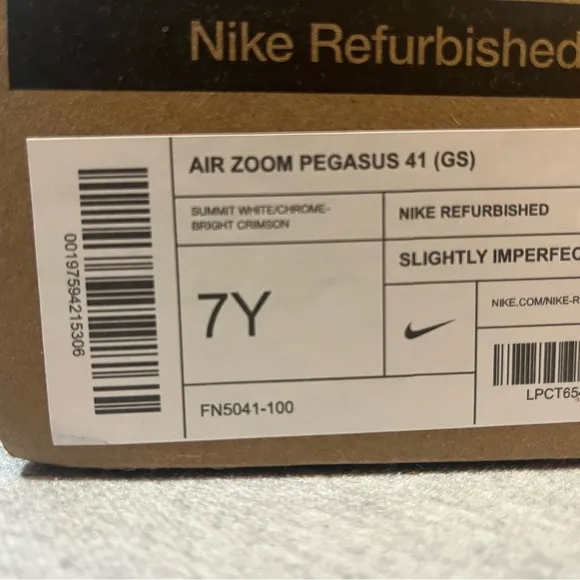 Nike Refurbished
AIR ZOOM PEGASUS 41 (GS)
SUMMIT WHITE/CHROME-
BRIGHT CRIMSON
NIKE REFURBISHED
SLIGHTLY IMPERFEC
7Y
NIKE.COM/NIKE-R
FN5041-100
LPCT65
00197594215306